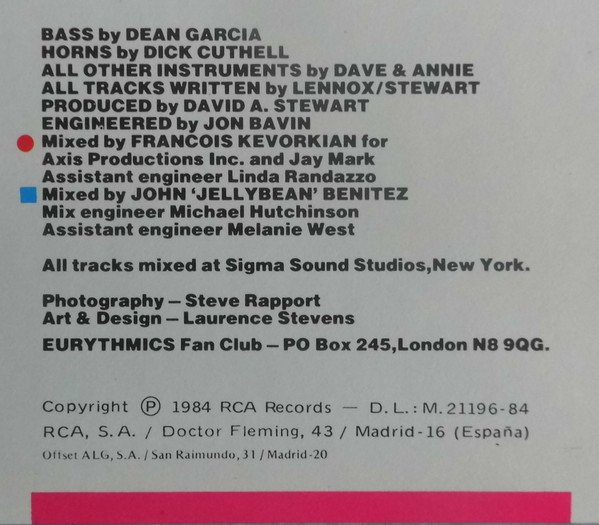 BASS by DEAN GARCIA
HORNS by DICK CUTHELL
ALL OTHER INSTRUMENTS by DAVE & ANNIE
ALL TRACKS WRITTEN by LENNOX/STEWART
PRODUCED by DAVID A. STEWART
ENGINEERED by JON BAVIN
Mixed by FRANCOIS KEVORKIAN for
Axis Productions Inc. and Jay Mark
Assistant engineer Linda Randazzo
Mixed by JOHN ‘JELLYBEAN’ BENITEZ
Mix engineer Michael Hutchinson
Assistant engineer Melanie West
All tracks mixed at Sigma Sound Studios,New York.
Photography – Steve Rapport
Art & Design – Laurence Stevens
EURYTHMICS Fan Club – PO Box 245,London N8 9QG.
Copyright Ⓟ 1984 RCA Records — D. L.: M. 21196-84
RCA, S. A. / Doctor Fleming, 43 / Madrid-16 (España)
Offset ALG, S.A. / San Raimundo, 31 / Madrid-20